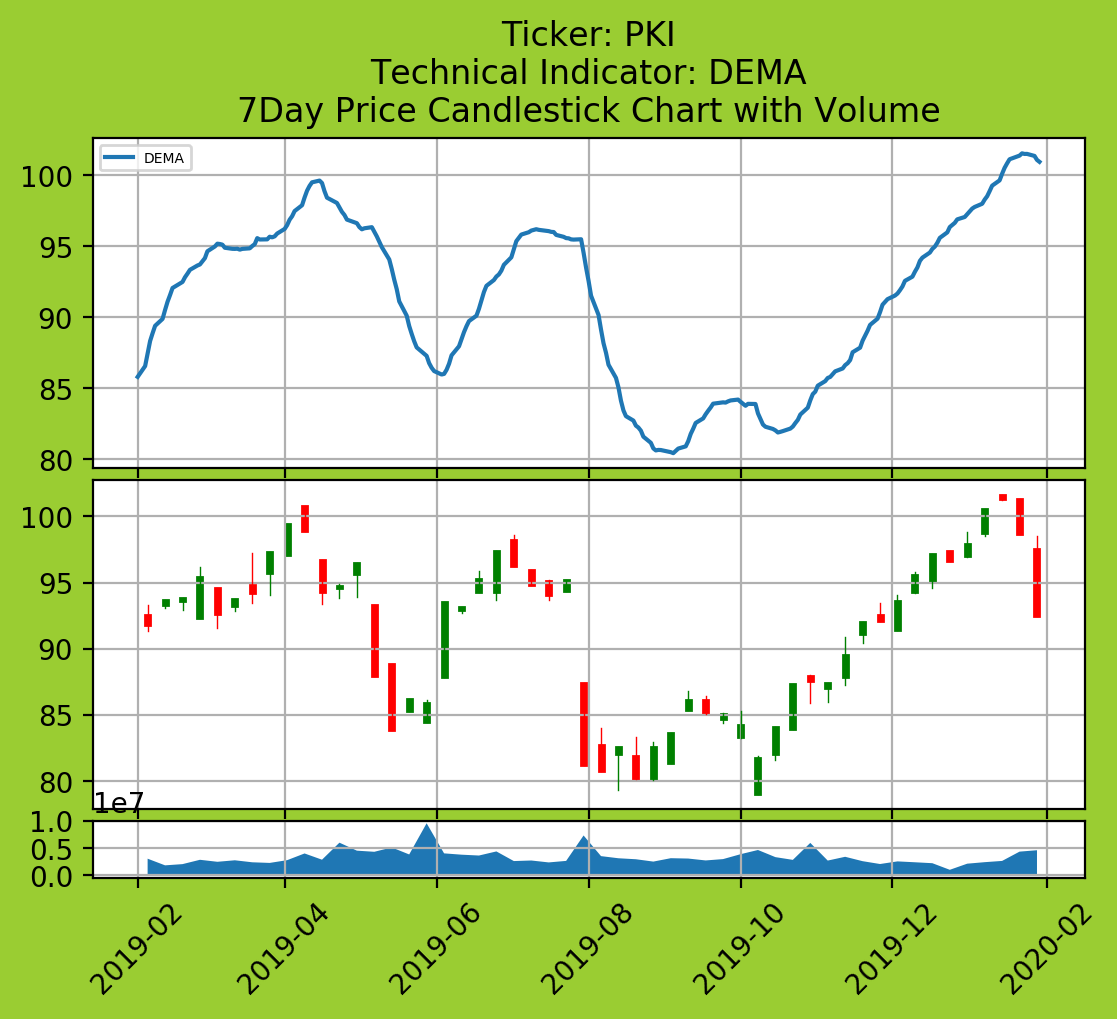 Ticker: PKI
Technical Indicator: DEMA
7Day Price Candlestick Chart with Volume
DEMA
100
95
90
85
80
100
95
90
85
80
1e7
1.0
0.5
0.0
2019-02 2019-04 2019-06 2019-08 2019-10 2019-12 2020-02